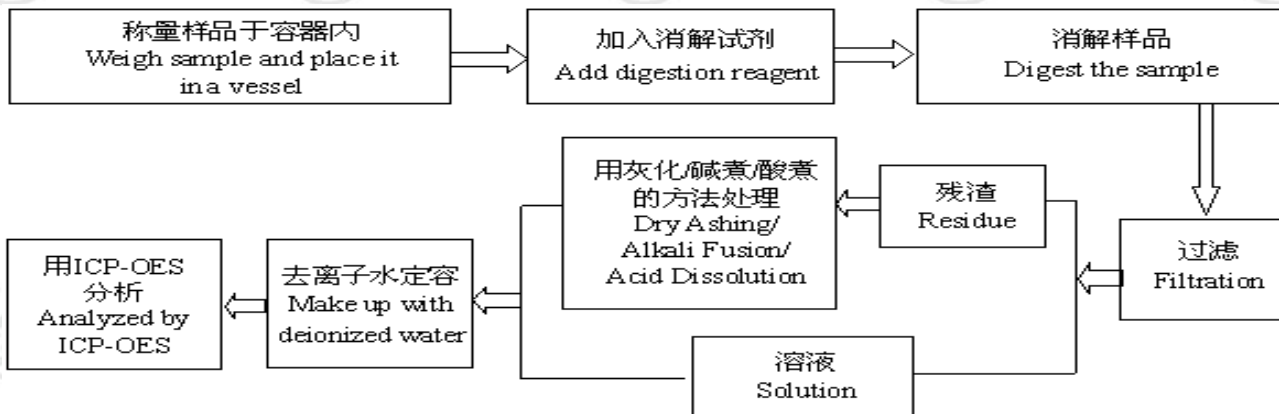 称量样品于容器内
Weigh sample and place it
in a vessel
加入消解试剂
Add digestion reagent
消解样品
Digest the sample
过滤
Filtration
残渣
Residue
用灰化/碱煮/酸煮
的方法处理
Dry Ashing/
Alkali Fusion/
Acid Dissolution
溶液
Solution
去离子水定容
Make up with
deionized water
用ICP-OES
分析
Analyzed by
ICP-OES